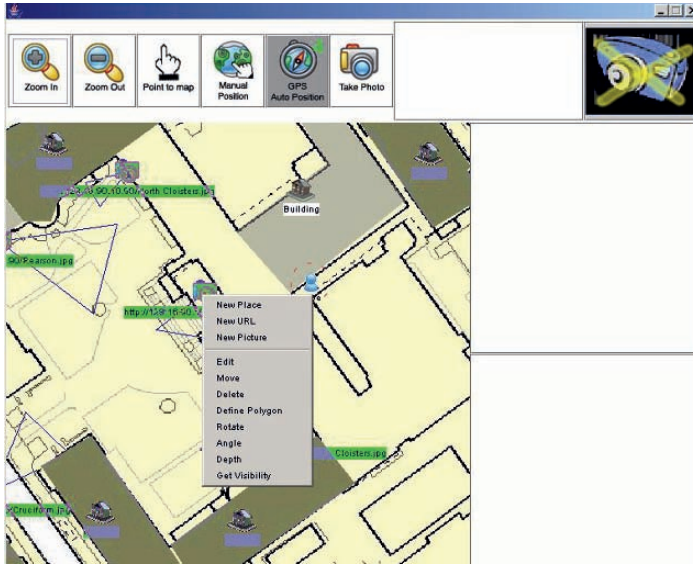 Zoom In
Zoom Out
Point to map
Manual
Position
GPS
Auto Position
Take Photo
North Cloisters.jpg
Building
90/Pearson.jpg
New Place
New URL
New Picture
Edit
Move
Delete
Define Polygon
Rotate
Angle
Depth
Get Visibility
Cloisters.jpg
Cruciform.jpg